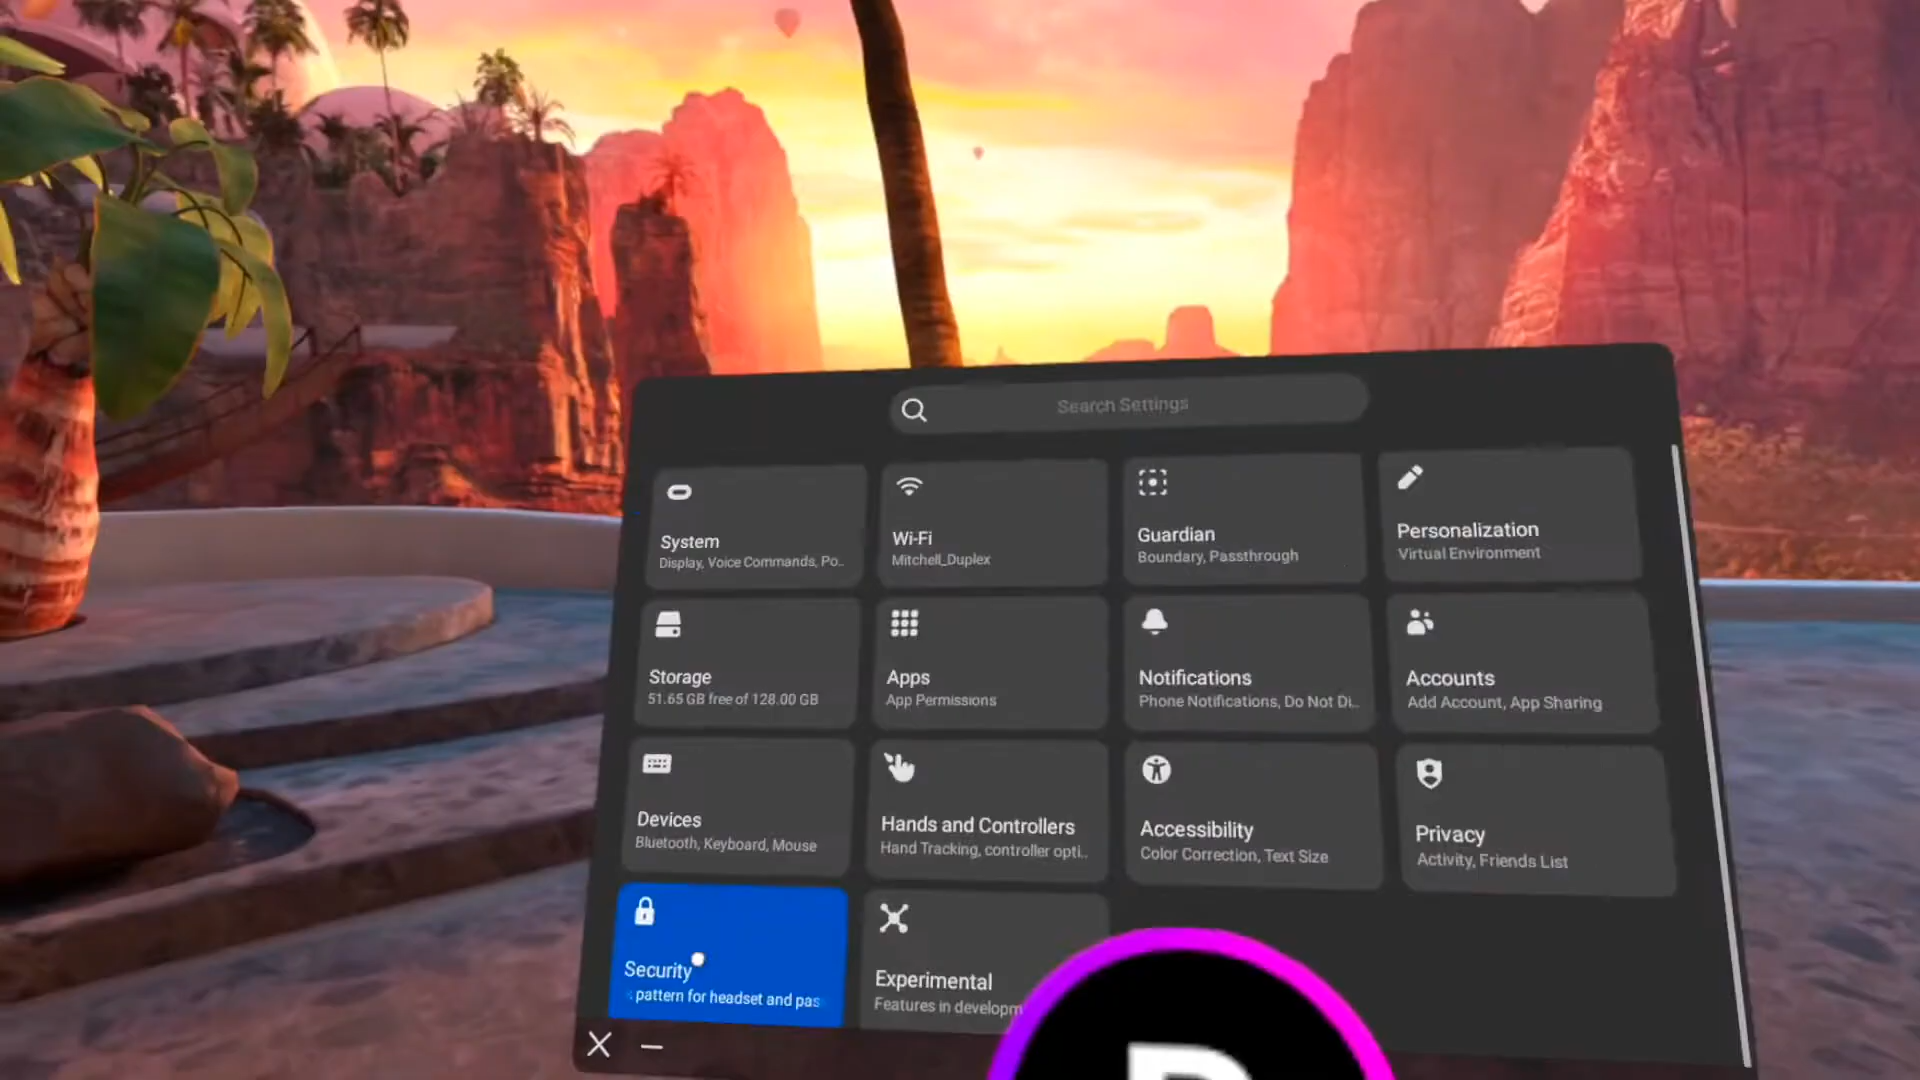 Search Settings
System
Display, Voice Commands, Po..
Wi-Fi
Mitchell_Duplex
Guardian
Boundary, Passthrough
Personalization
Virtual Environment
Storage
51.65 GB free of 128.00 GB
Apps
App Permissions
Notifications
Phone Notifications, Do Not Di..
Accounts
Add Account, App Sharing
Devices
Bluetooth, Keyboard, Mouse
Hands and Controllers
Hand Tracking, controller opti..
Accessibility
Color Correction, Text Size
Privacy
Activity, Friends List
Security
pattern for headset and pas
Experimental
Features in developm